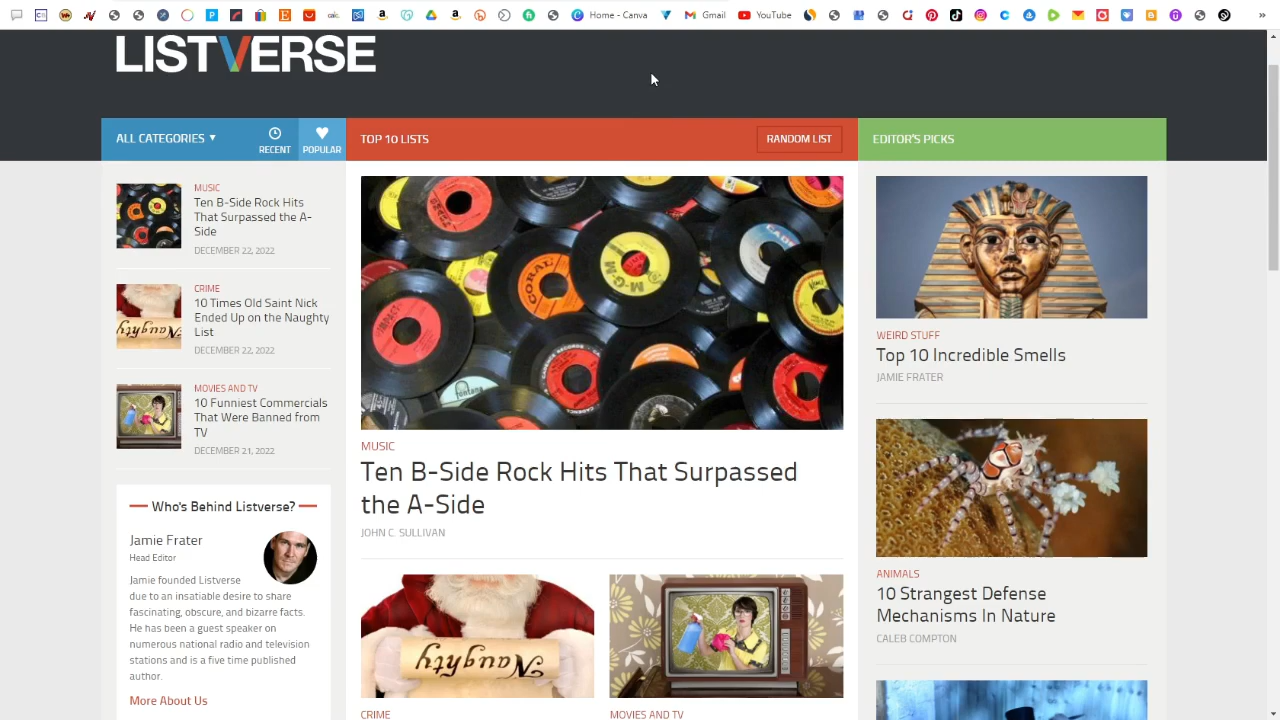 Home - Canva
Gmail
YouTube
»
LISTVERSE
ALL CATEGORIES ▼
RECENT
POPULAR
TOP 10 LISTS
RANDOM LIST
EDITOR'S PICKS
MUSIC
Ten B-Side Rock Hits
That Surpassed the A-
Side
DECEMBER 22, 2022
CRIME
10 Times Old Saint Nick
Ended Up on the Naughty
List
DECEMBER 22, 2022
MOVIES AND TV
10 Funniest Commercials
That Were Banned from
TV
DECEMBER 21, 2022
Who's Behind Listverse?
Jamie Frater
Head Editor
Jamie founded Listverse
due to an insatiable desire to share
fascinating, obscure, and bizarre facts.
He has been a guest speaker on
numerous national radio and television
stations and is a five time published
author.
More About Us
IMPACT
CORAL
M-G-M
fontana
MUSIC
Ten B-Side Rock Hits That Surpassed
the A-Side
JOHN C. SULLIVAN
Naughty
CRIME
MOVIES AND TV
WEIRD STUFF
Top 10 Incredible Smells
JAMIE FRATER
ANIMALS
10 Strangest Defense
Mechanisms In Nature
CALEB COMPTON